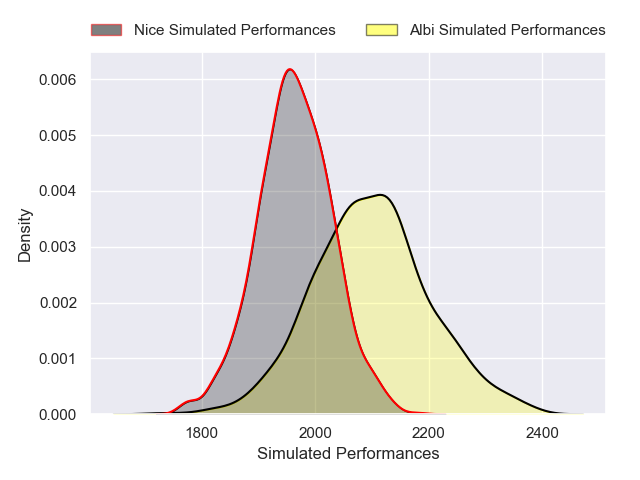 Nice Simulated Performances Albi Simulated Performances
0.006
0.005
0.004
0.003
0.002
0.001
0.000
Density
1800 2000 2200 2400
Simulated Performances